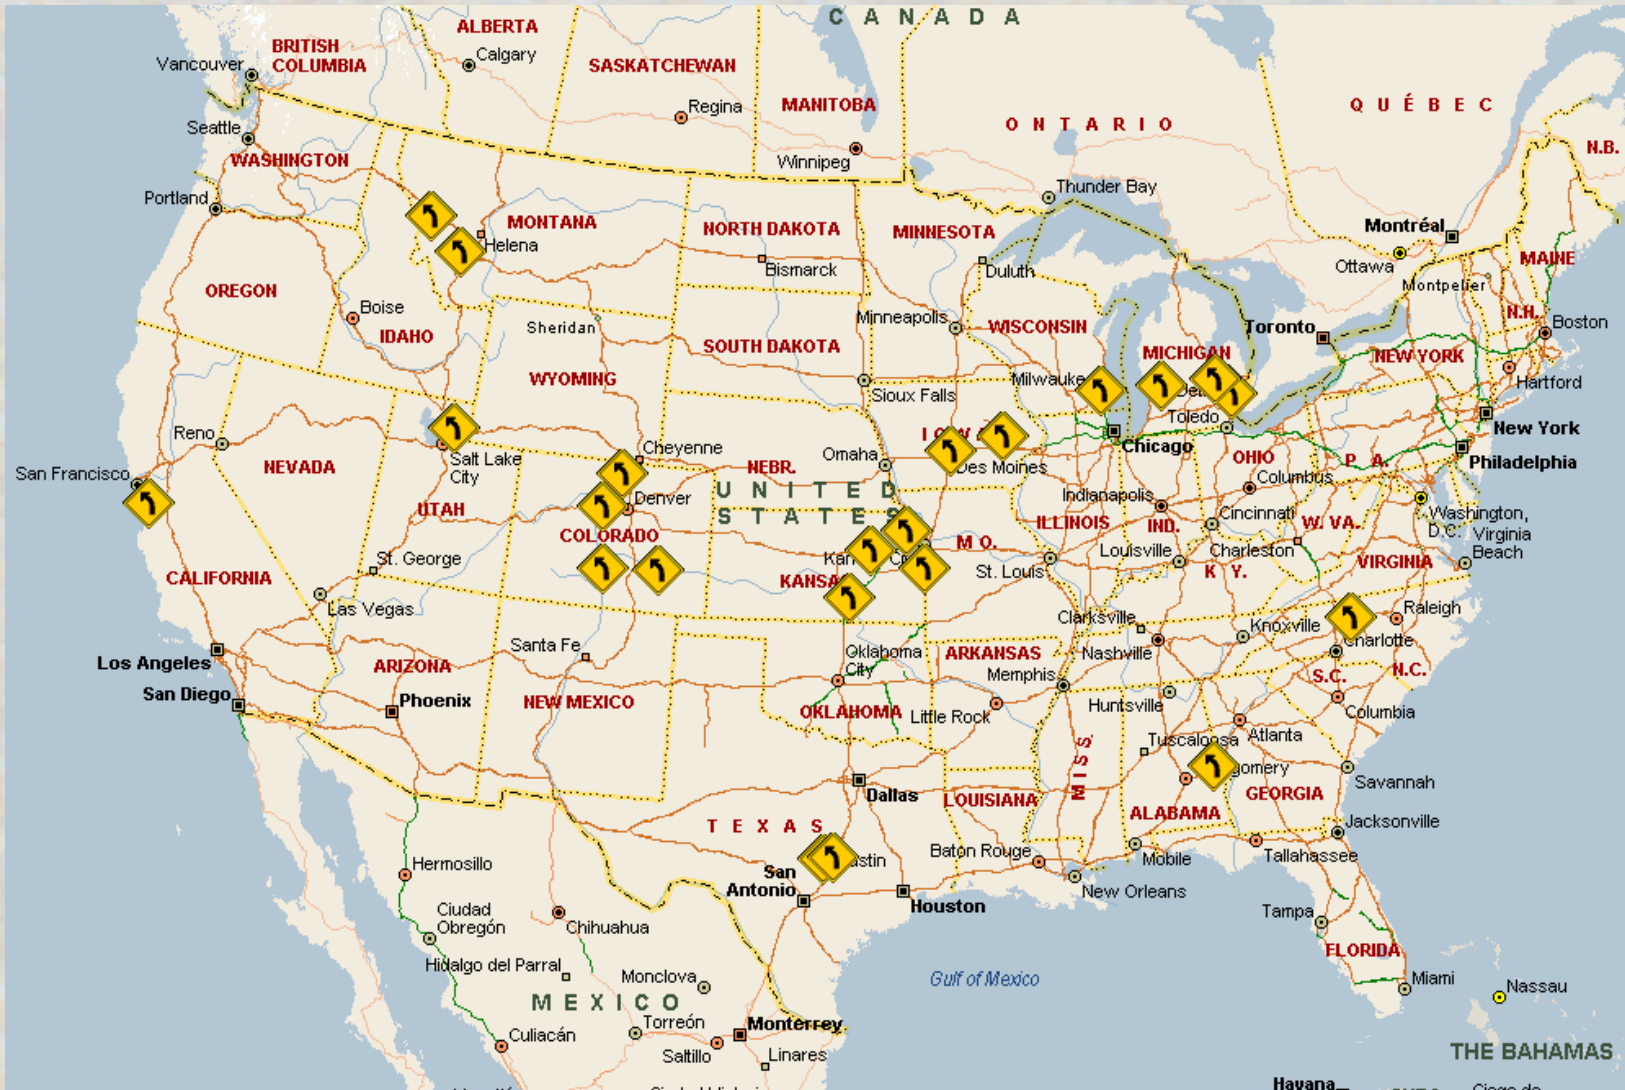 C A N A D A
ALBERTA
Calgary
BRITISH
COLUMBIA
Vancouver
SASKATCHEWAN
Regina
MANITOBA
Winnipeg
O N T A R I O
Q U É B E C
N.B.
Seattle
WASHINGTON
Portland
Thunder Bay
MONTANA
Helena
NORTH DAKOTA
Bismarck
MINNESOTA
Duluth
Montréal
Ottawa
MAINE
Montpelier
OREGON
Boise
IDAHO
Sheridan
Minneapolis
WISCONSIN
Toronto
N.H.
Boston
SOUTH DAKOTA
MICHIGAN
NEW YORK
WYOMING
Sioux Falls
Milwauke
Det
Hartford
Toledo
Reno
Cheyenne
I O W A
Des Moines
Chicago
New York
Philadelphia
San Francisco
NEVADA
Salt Lake
City
NEBR.
Omaha
OHIO
P. A.
Columbus
U N I T E D
S T A T E S
Denver
UTAH
COLORADO
Indianapolis
ILLINOIS
IND.
Cincinnati
W. VA.
Washington,
D.C.
Virginia
Beach
St. George
CALIFORNIA
Kan
C
M O.
KANSA
St. Louis
Louisville
Charleston
K Y.
VIRGINIA
Las Vegas
Clarksville
Knoxville
Raleigh
Charlotte
Los Angeles
ARIZONA
Santa Fe
Oklahoma
City
ARKANSAS
Nashville
Memphis
S.C.
N.C.
San Diego
Phoenix
NEW MEXICO
OKLAHOMA
Little Rock
Huntsville
Columbia
Tuscaloosa
Atlanta
gomery
Savannah
Dallas
LOUISIANA
MISS.
ALABAMA
GEORGIA
T E X A S
ustin
San
Antonio
Houston
Baton Rouge
New Orleans
Mobile
Tallahassee
Jacksonville
Hermosillo
Ciudad
Obregón
Chihuahua
Tampa
FLORIDA
Miami
Hidalgo del Parral
Monclova
Gulf of Mexico
Nassau
M E X I C O
Culiacán
Torreón
Monterrey
Saltillo
Linares
THE BAHAMAS
Havana